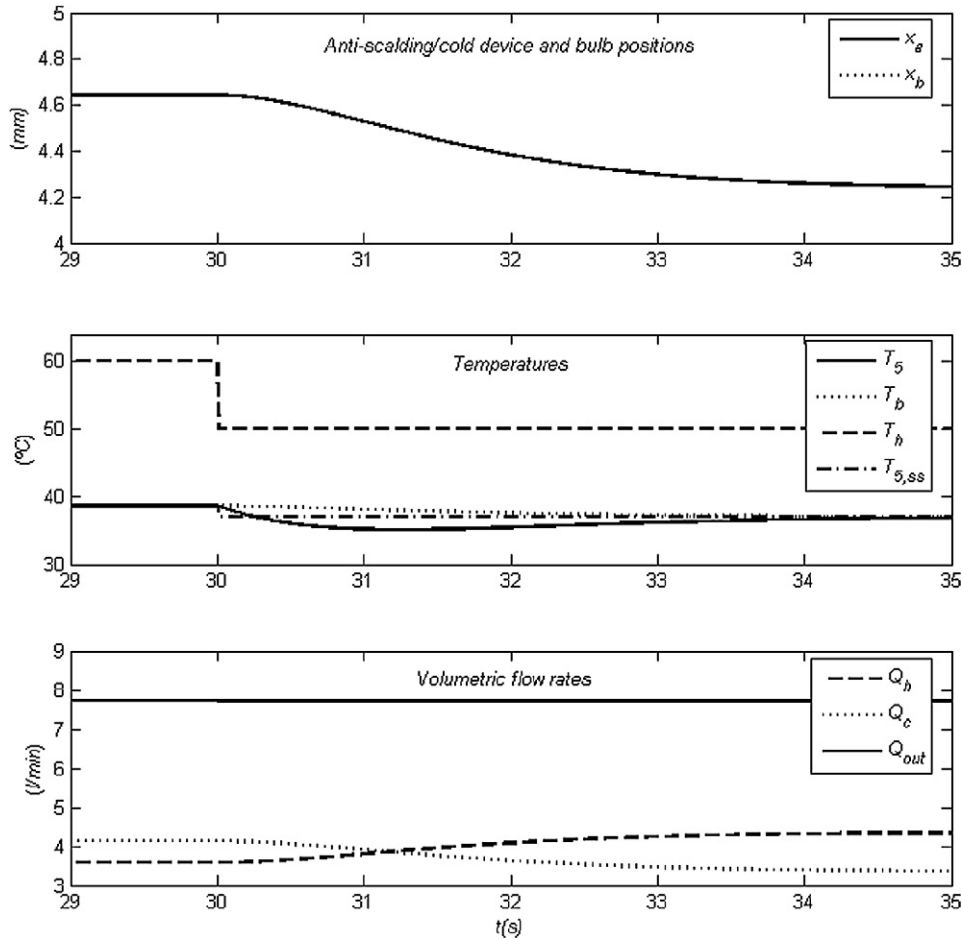 Anti-scalding/cold device and bulb positions
x_e
x_b
(mm)
5
4.8
4.6
4.4
4.2
4
29 30 31 32 33 34 35
Temperatures
T_5
T_b
T_h
T_5,ss
(ºC)
60
50
40
30
29 30 31 32 33 34 35
Volumetric flow rates
Q_h
Q_c
Q_out
(l/min)
9
8
7
6
5
4
3
29 30 31 32 33 34 35
t(s)